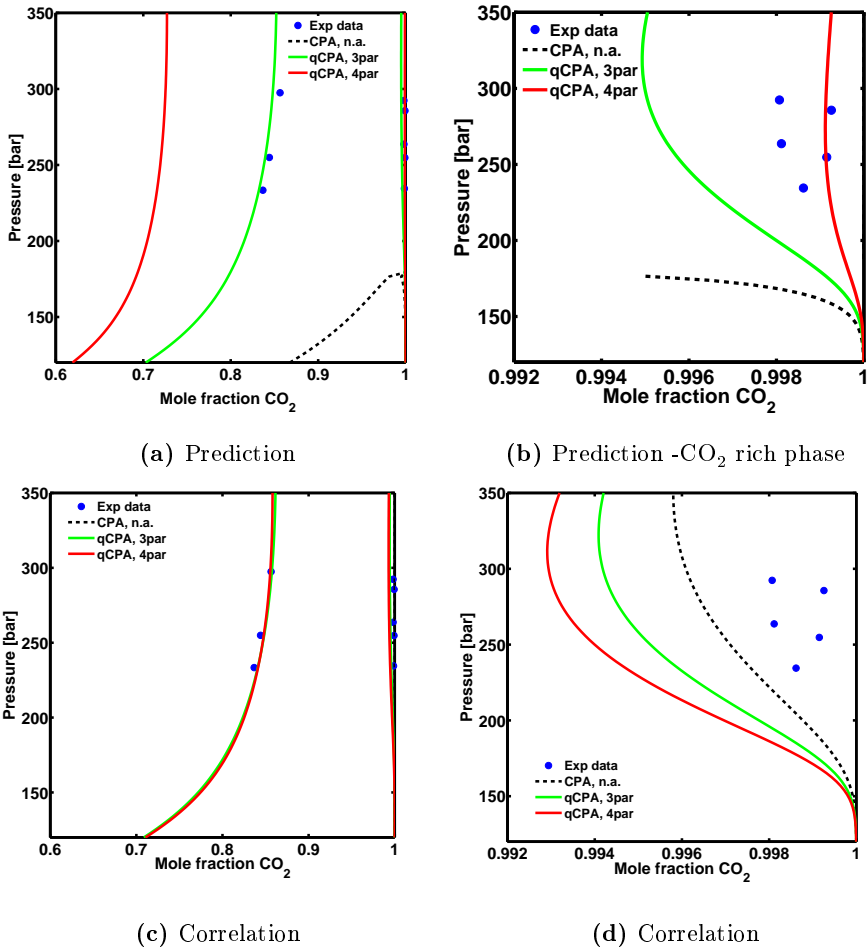 350
300
250
200
150
Pressure [bar]
0.6
0.7
0.8
0.9
1
Mole fraction CO2
Exp data
CPA, n.a.
qCPA, 3par
qCPA, 4par
(a) Prediction
350
300
250
200
150
Pressure [bar]
0.992
0.994
0.996
0.998
1
Mole fraction CO2
Exp data
CPA, n.a.
qCPA, 3par
qCPA, 4par
(b) Prediction -CO2 rich phase
350
300
250
200
150
Pressure [bar]
0.6
0.7
0.8
0.9
1
Mole fraction CO2
Exp data
CPA, n.a.
qCPA, 3par
qCPA, 4par
(c) Correlation
350
300
250
200
150
Pressure [bar]
0.992
0.994
0.996
0.998
1
Mole fraction CO2
Exp data
CPA, n.a.
qCPA, 3par
qCPA, 4par
(d) Correlation